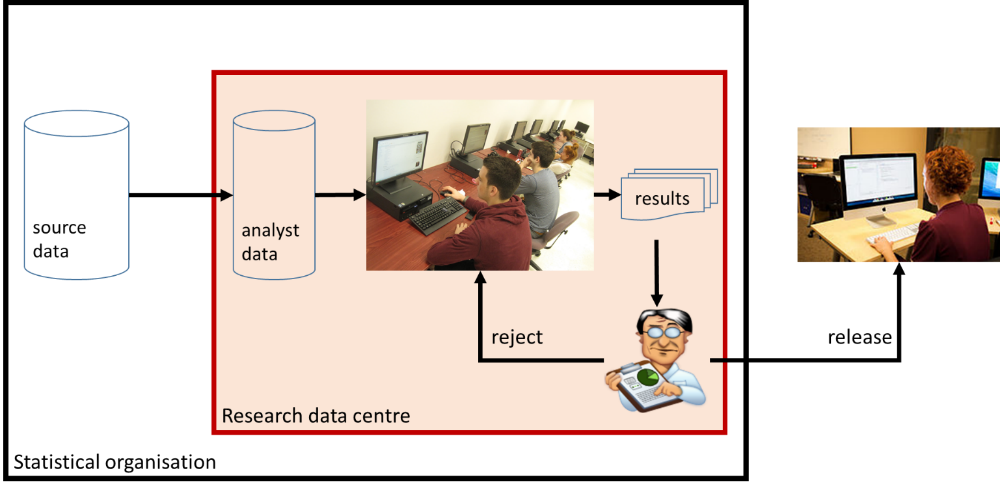 source
data
analyst
data
results
reject
release
Research data centre
Statistical organisation